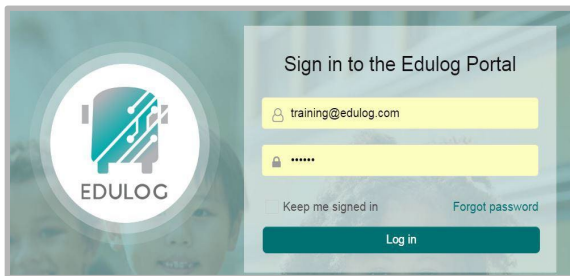 EDULOG
Sign in to the Edulog Portal
training@edulog.com
••••••
Keep me signed in
Forgot password
Log in